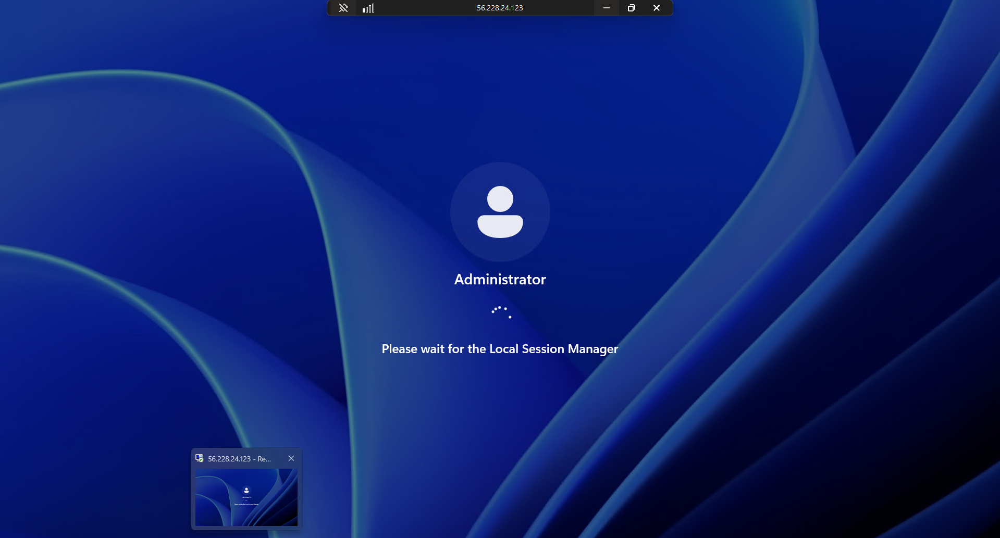 56.228.24.123
Administrator
Please wait for the Local Session Manager
56.228.24.123 - Re...